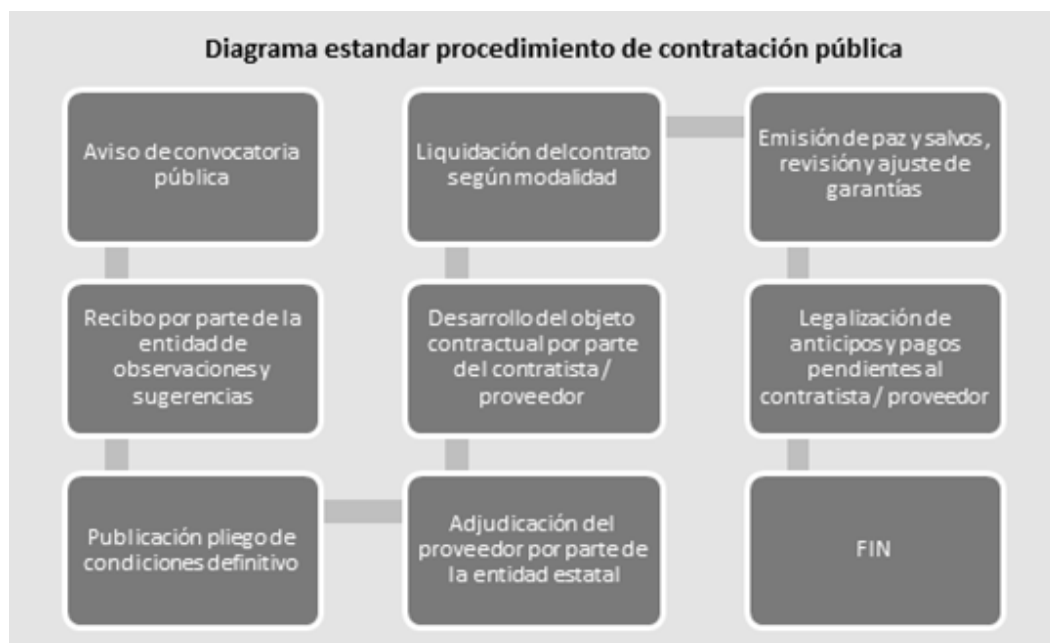 Diagrama estandar procedimiento de contratación pública
Aviso de convocatoria
pública
Recibo por parte de la
entidad de
observaciones y
sugerencias
Publicación pliego de
condiciones definitivo
Adjudicación del
proveedor por parte de
la entidad estatal
Desarrollo del objeto
contractual por parte
del contratista /
proveedor
Liquidación del contrato
según modalidad
Emisión de paz y salvos,
revisión y ajuste de
garantías
Legalización de
anticipos y pagos
pendientes al
contratista / proveedor
FIN